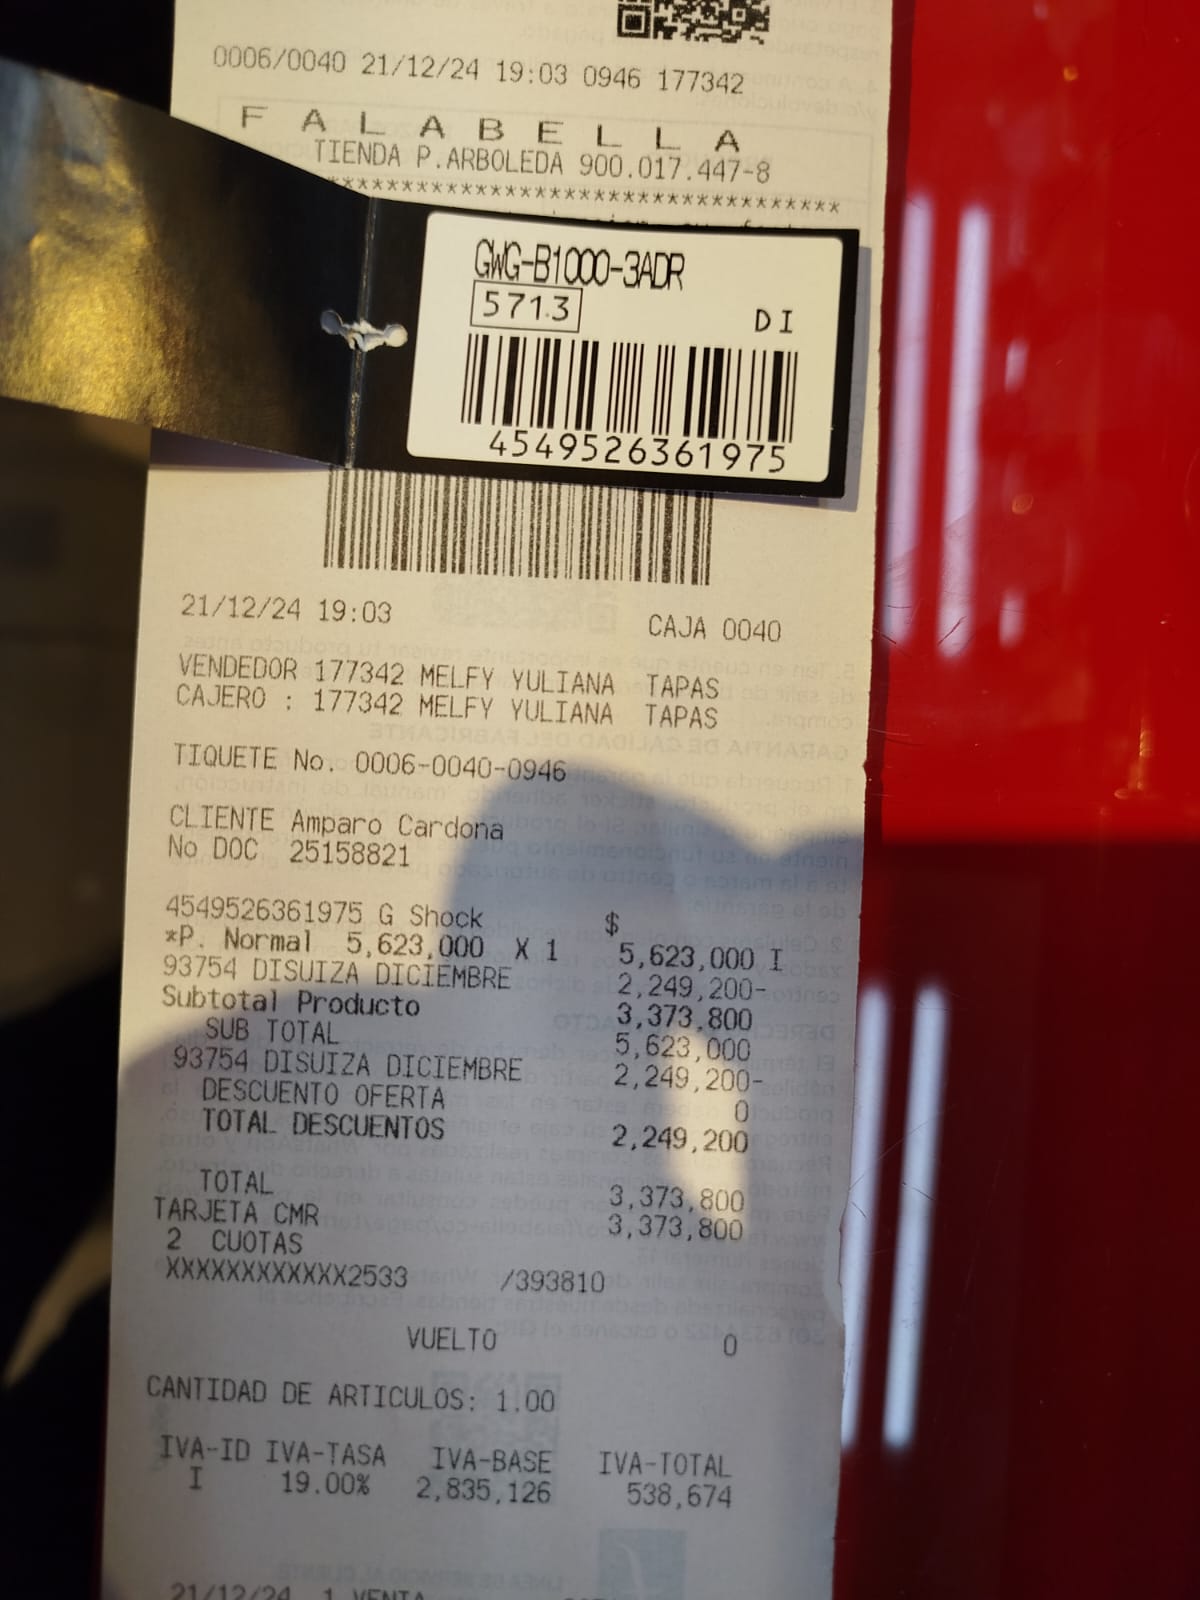 0006/0040 21/12/24 19:03 0946 177342
F A L A B E L L A
TIENDA P.ARBOLEDA 900.017.447-8
GWG-B1000-3ADR
5713
DI
4549526361975
21/12/24 19:03 CAJA 0040
VENDEDOR 177342 MELFY YULIANA TAPAS
CAJERO : 177342 MELFY YULIANA TAPAS
TIQUETE No. 0006-0040-0946
CLIENTE Amparo Cardona
No DOC 25158821
4549526361975 G Shock $
*P. Normal 5,623,000 X 1 5,623,000 I
93754 DISUIZA DICIEMBRE 2,249,200-
Subtotal Producto 3,373,800
SUB TOTAL 5,623,000
93754 DISUIZA DICIEMBRE 2,249,200-
DESCUENTO OFERTA 0
TOTAL DESCUENTOS 2,249,200
TOTAL 3,373,800
TARJETA CMR 3,373,800
2 CUOTAS
XXXXXXXXXXXX2533 /393810
VUELTO 0
CANTIDAD DE ARTICULOS: 1.00
IVA-ID IVA-TASA IVA-BASE IVA-TOTAL
I 19.00% 2,835,126 538,674
21/12/24 1 VENTA